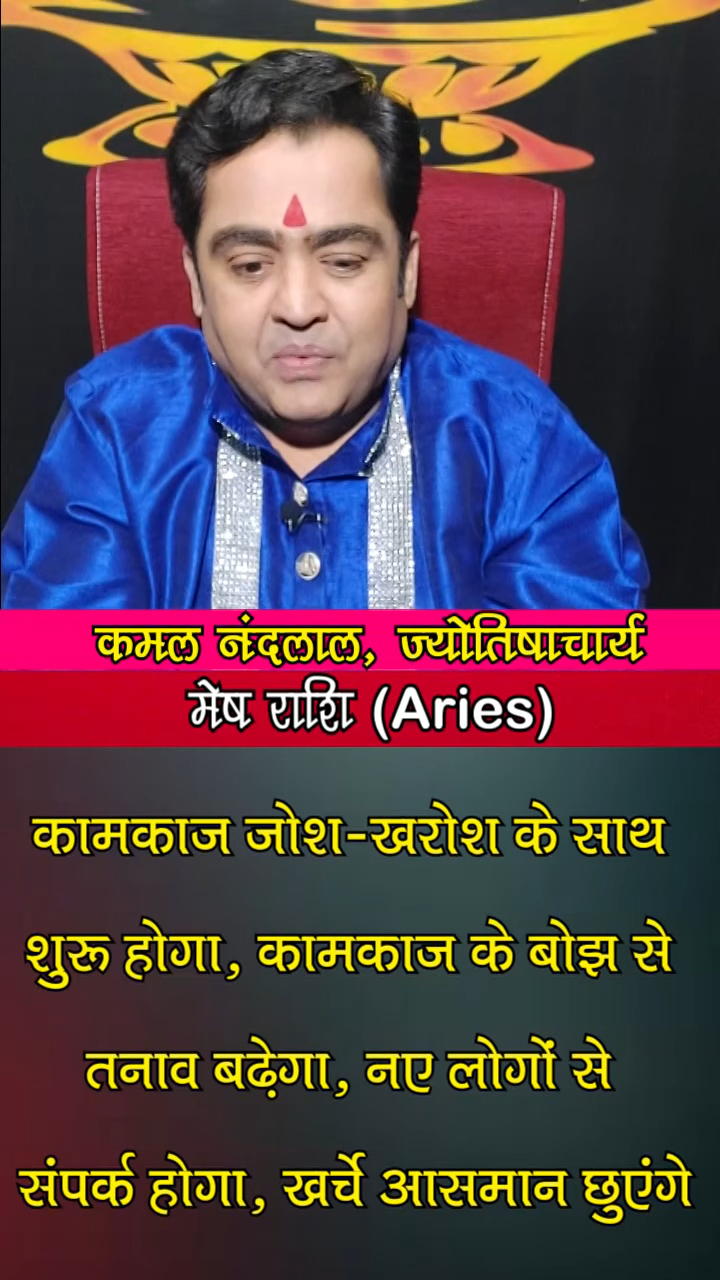 कमल नंदलाल, ज्योतिषाचार्य
मेष राशि (Aries)
कामकाज जोश-खरोश के साथ
शुरू होगा, कामकाज के बोझ से
तनाव बढ़ेगा, नए लोगों से
संपर्क होगा, खर्चे आसमान छुएंगे